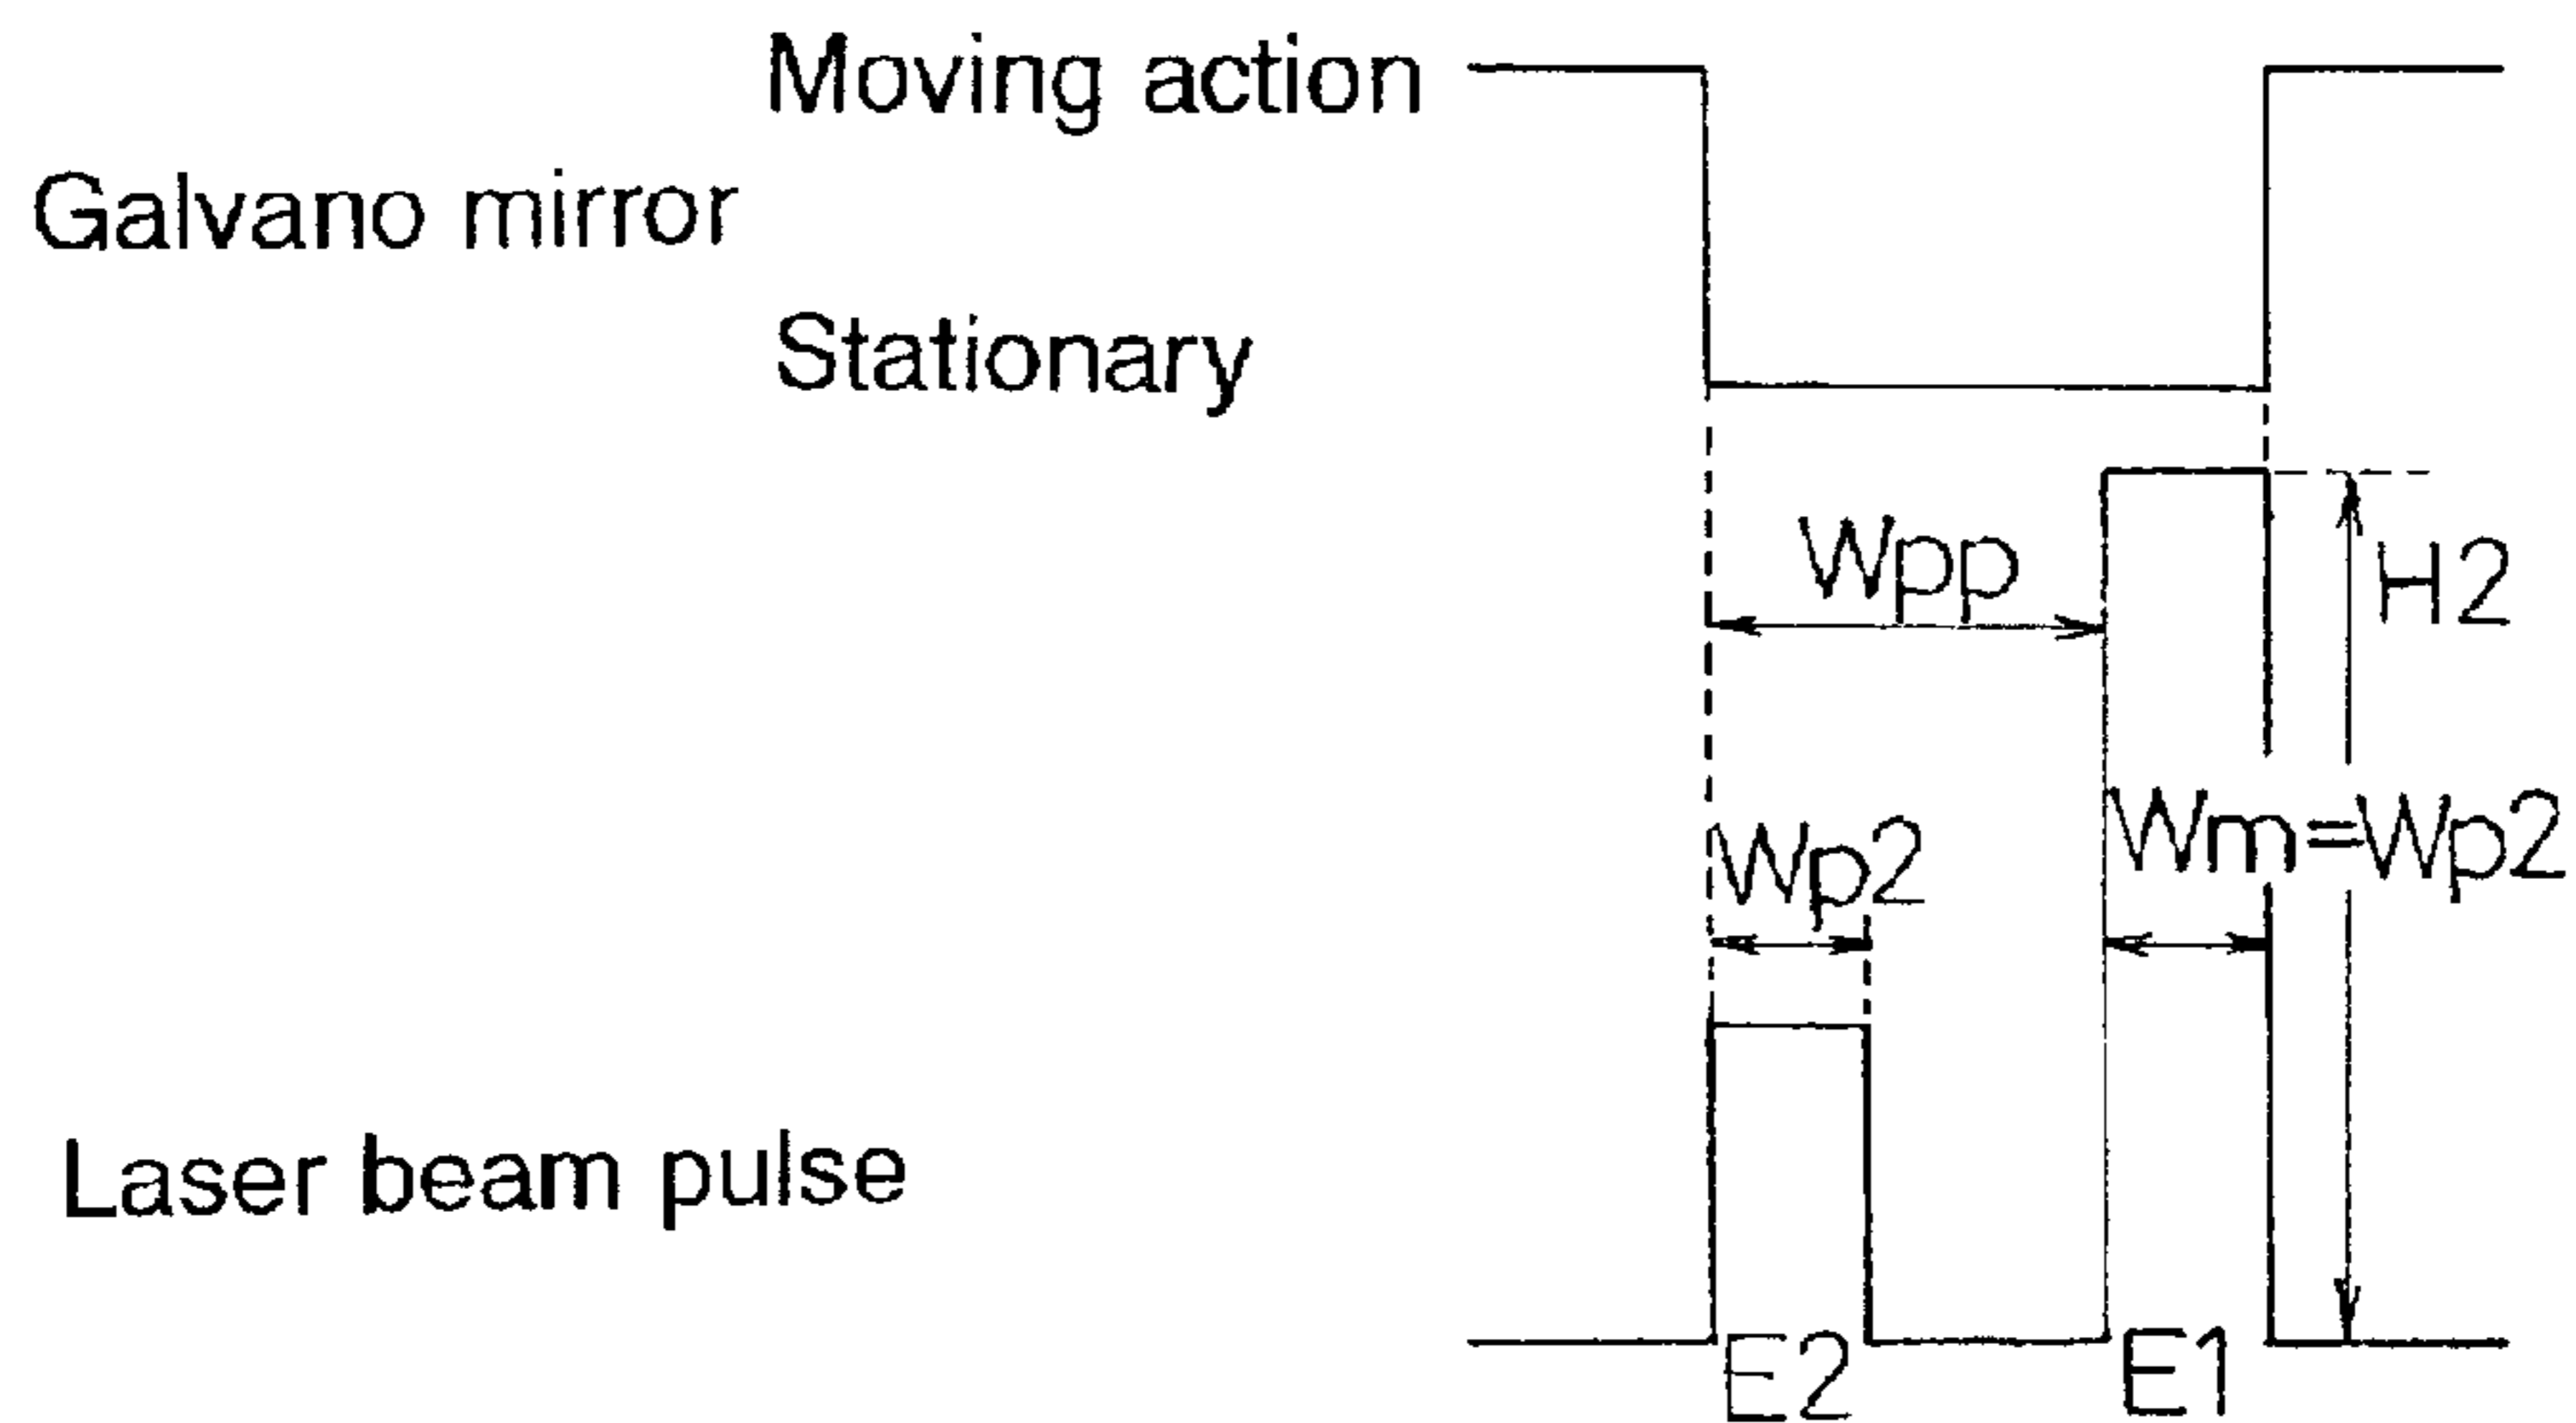 Moving action
Galvano mirror
Stationary
Wpp
H2
Wp2
Wm=Wp2
Laser beam pulse
E2
E1